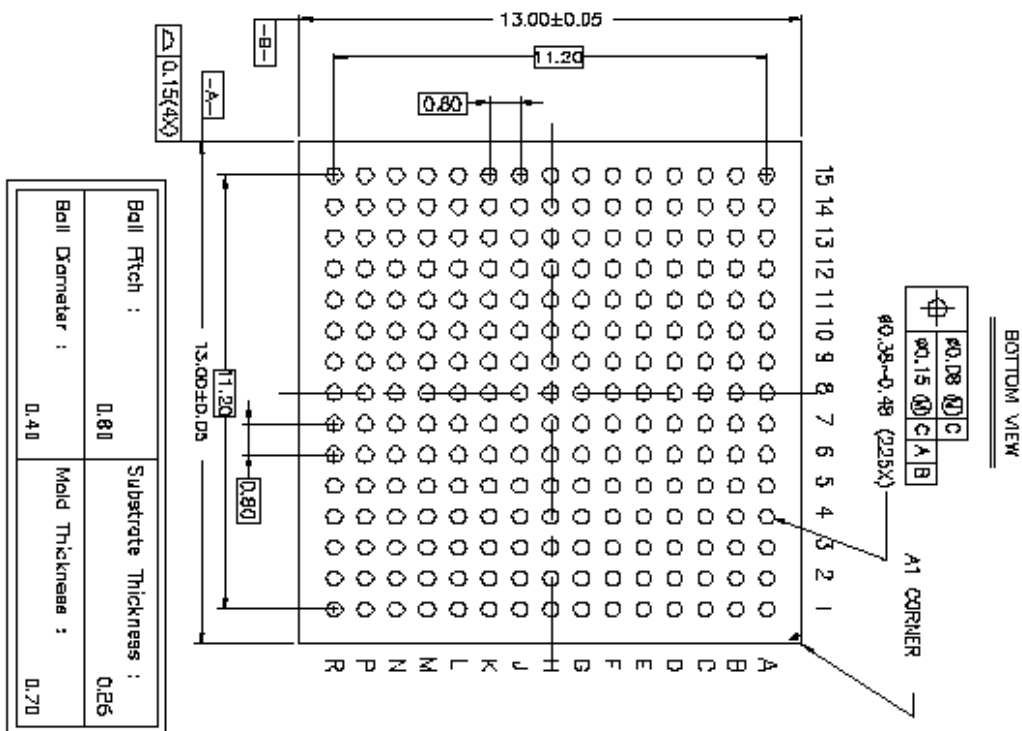 BOTTOM VIEW
A1 CORNER
ø0.08 Ⓜ C
ø0.15 Ⓜ C A B
ø0.38~0.48 (225X)
15 14 13 12 11 10 9 8 7 6 5 4 3 2 1
A
B
C
D
E
F
G
H
J
K
L
M
N
P
R
13.00±0.05
11.20
0.80
-B-
-A-
0.15(4X)
0.80
11.20
13.00±0.05
Ball Pitch : 0.80 Substrate Thickness : 0.26
Ball Diameter : 0.40 Mold Thickness : 0.70